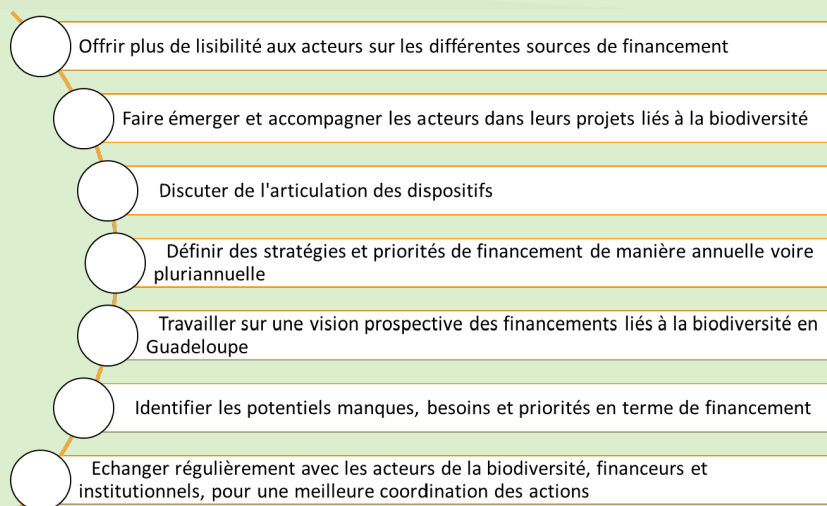 Offrir plus de lisibilité aux acteurs sur les différentes sources de financement
Faire émerger et accompagner les acteurs dans leurs projets liés à la biodiversité
Discuter de l'articulation des dispositifs
Définir des stratégies et priorités de financement de manière annuelle voire
pluriannuelle
Travailler sur une vision prospective des financements liés à la biodiversité en
Guadeloupe
Identifier les potentiels manques, besoins et priorités en terme de financement
Echanger régulièrement avec les acteurs de la biodiversité, financeurs et
institutionnels, pour une meilleure coordination des actions